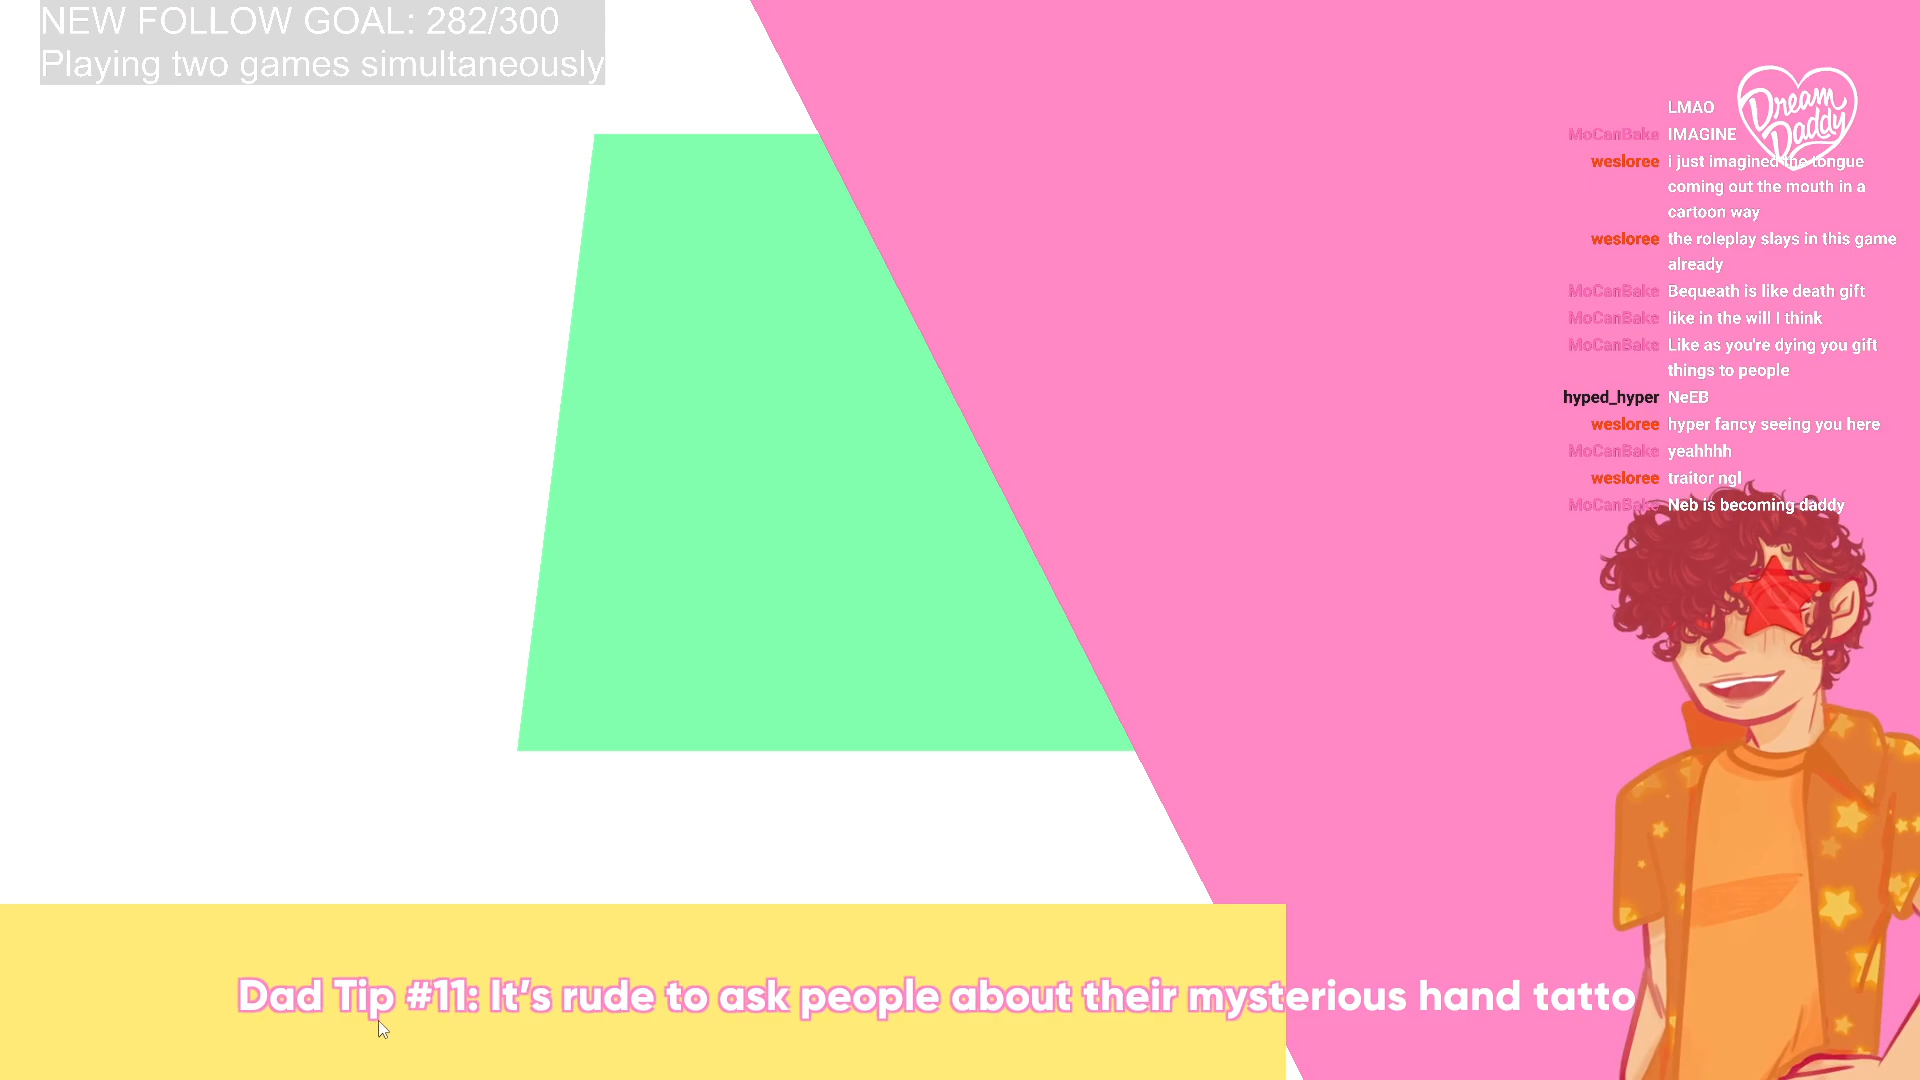 NEW FOLLOW GOAL: 282/300
Playing two games simultaneously
Dream
Daddy
LMAO
MoCanBake IMAGINE
wesloree i just imagined the tongue
coming out the mouth in a
cartoon way
wesloree the roleplay slays in this game
already
MoCanBake Bequeath is like death gift
MoCanBake like in the will I think
MoCanBake Like as you're dying you gift
things to people
hyped_hyper NeEB
wesloree hyper fancy seeing you here
MoCanBake yeahhhh
wesloree traitor ngl
MoCanBake Neb is becoming daddy
Dad Tip #11: It's rude to ask people about their mysterious hand tatto